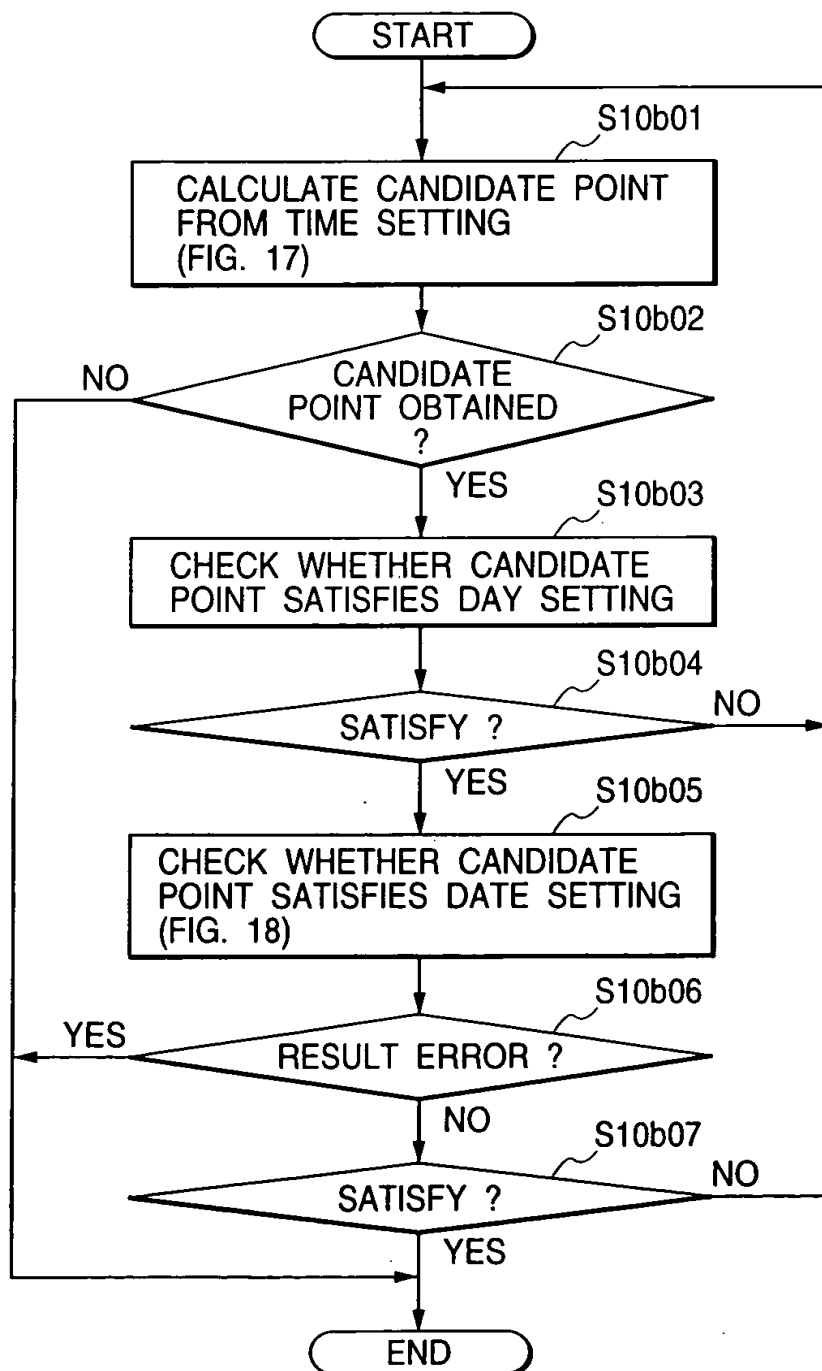 START
S10b01
CALCULATE CANDIDATE POINT
FROM TIME SETTING
(FIG. 17)
S10b02
NO
CANDIDATE
POINT OBTAINED
?
YES
S10b03
CHECK WHETHER CANDIDATE
POINT SATISFIES DAY SETTING
S10b04
SATISFY ?
NO
YES
S10b05
CHECK WHETHER CANDIDATE
POINT SATISFIES DATE SETTING
(FIG. 18)
S10b06
YES
RESULT ERROR ?
NO
S10b07
SATISFY ?
NO
YES
END